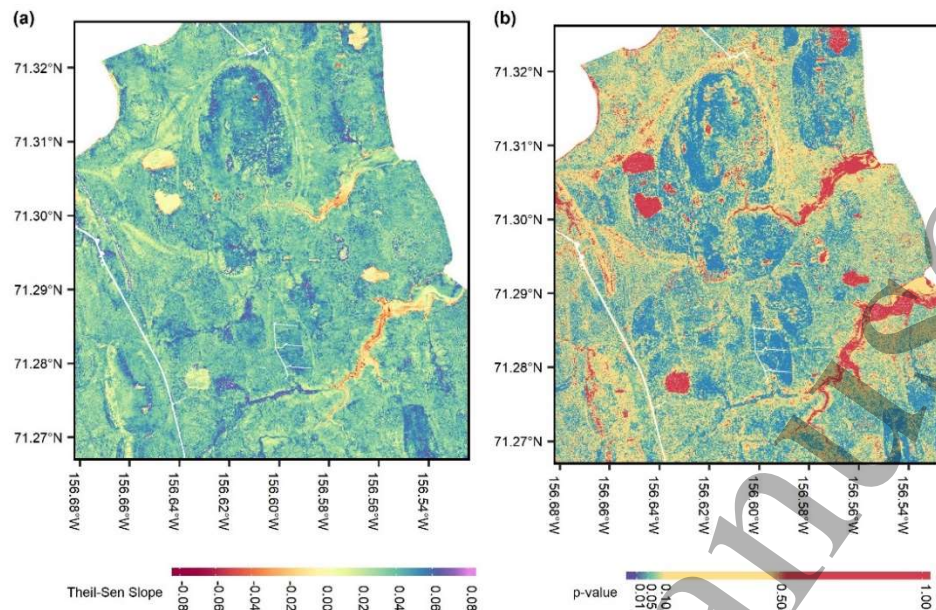 (a)
(b)
71.32°N
71.31°N
71.30°N
71.29°N
71.28°N
71.27°N
156.68°W
156.66°W
156.64°W
156.62°W
156.60°W
156.58°W
156.56°W
156.54°W
71.32°N
71.31°N
71.30°N
71.29°N
71.28°N
71.27°N
156.68°W
156.66°W
156.64°W
156.62°W
156.60°W
156.58°W
156.56°W
156.54°W
Theil-Sen Slope
-0.08
-0.06
-0.04
-0.02
0.00
0.02
0.04
0.06
0.08
p-value
0.01
0.05
0.10
0.50
1.00